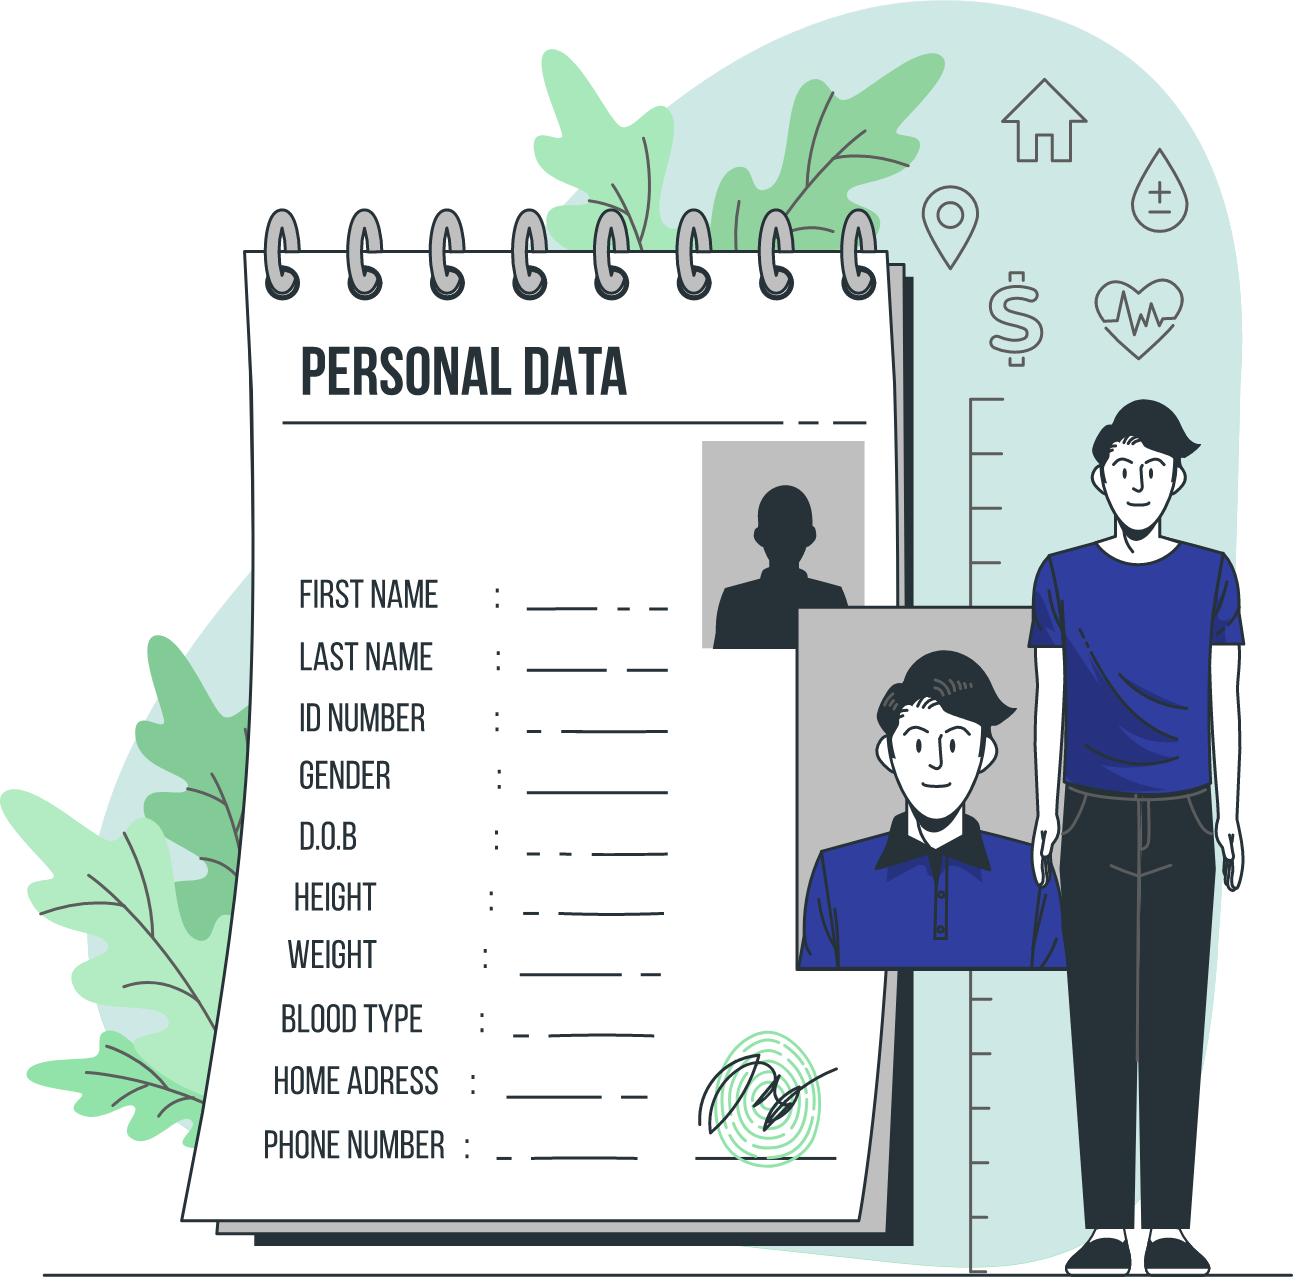 PERSONAL DATA
FIRST NAME :
LAST NAME :
ID NUMBER :
GENDER :
D.O.B :
HEIGHT :
WEIGHT :
BLOOD TYPE :
HOME ADRESS :
PHONE NUMBER :